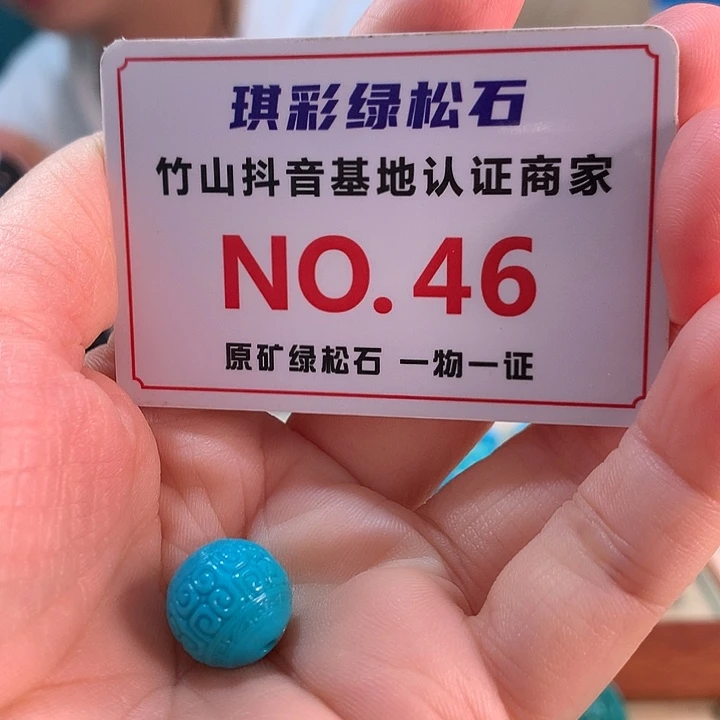 琪彩绿松石
竹山抖音基地认证商家
NO.46
原矿绿松石 一物一证